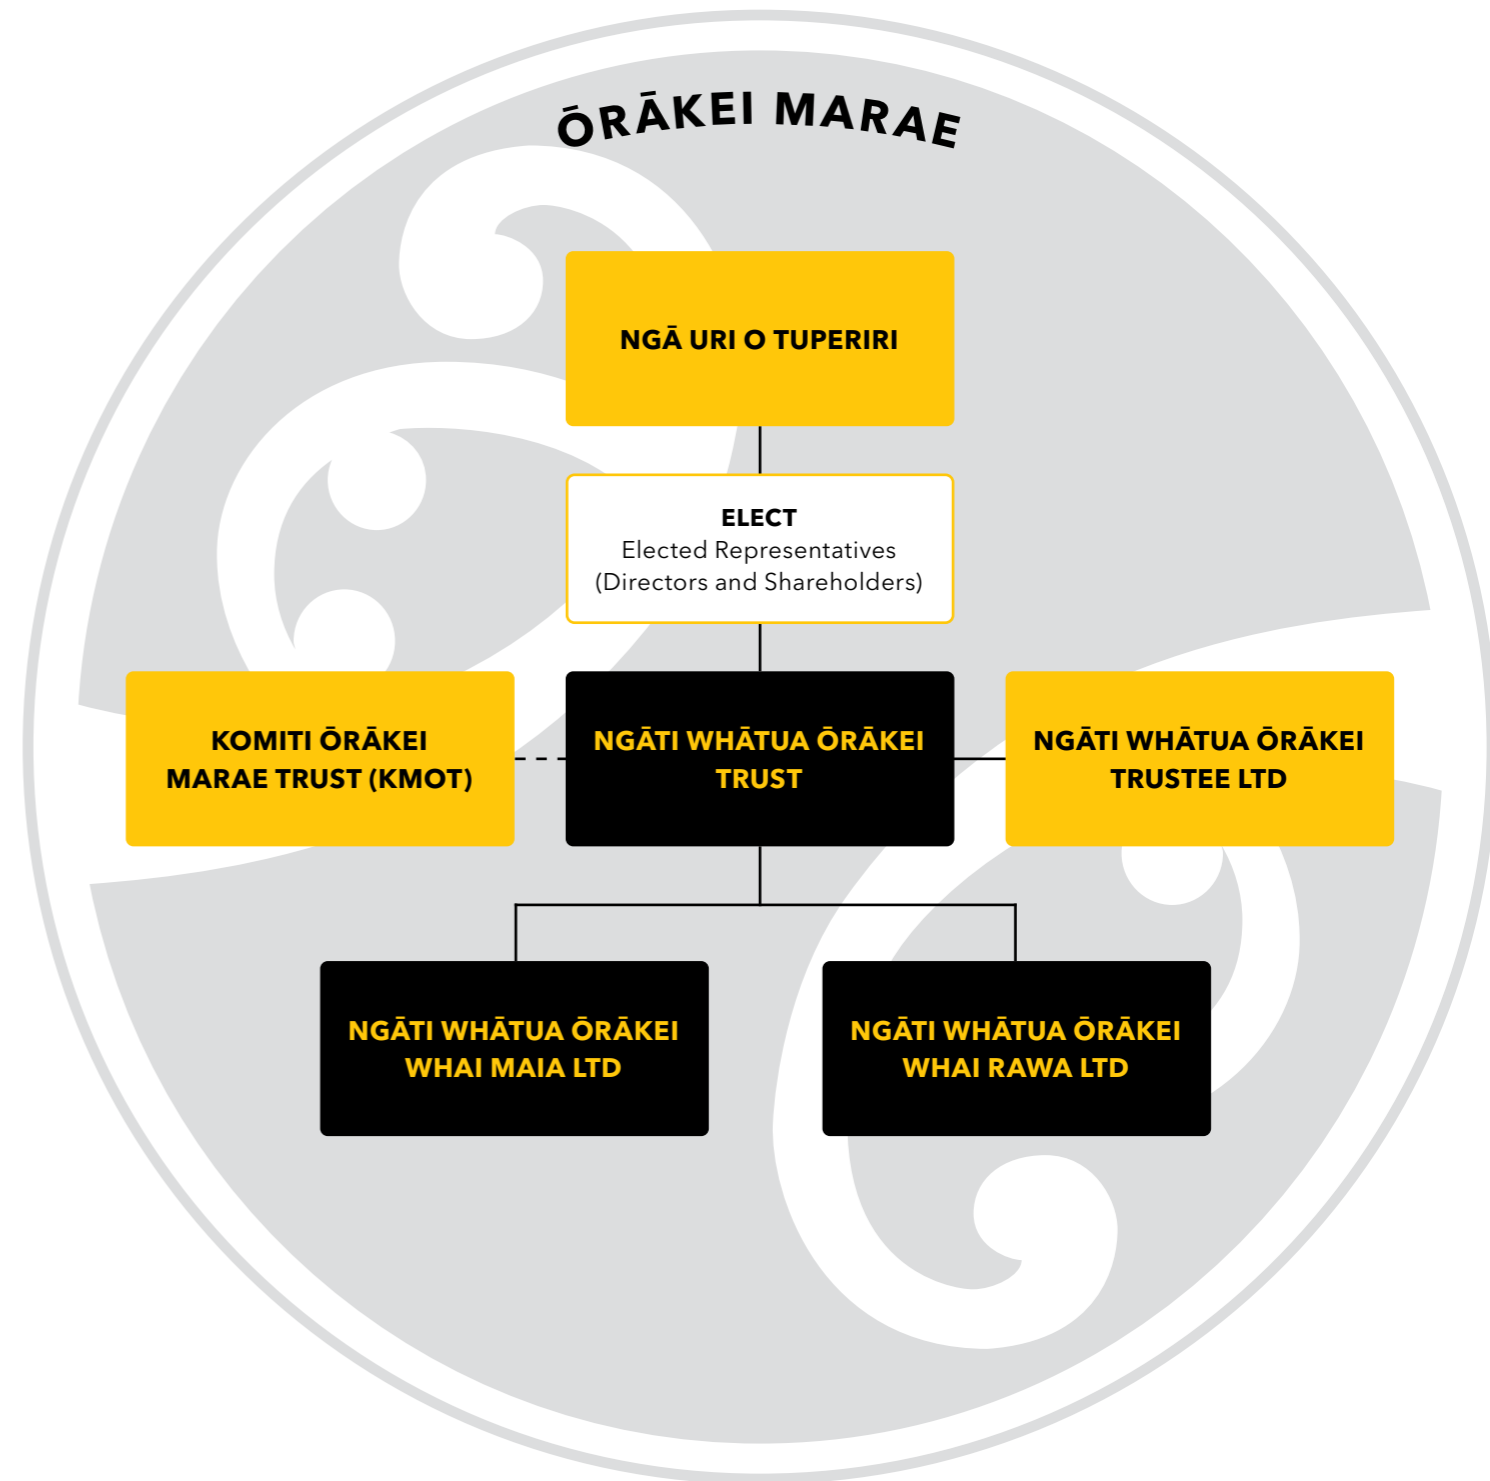 ŌRĀKEI MARAE
NGĀ URI O TUPERIRI
ELECT
Elected Representatives
(Directors and Shareholders)
KOMITI ŌRĀKEI
MARAE TRUST (KMOT)
NGĀTI WHĀTUA ŌRĀKEI
TRUST
NGĀTI WHĀTUA ŌRĀKEI
TRUSTEE LTD
NGĀTI WHĀTUA ŌRĀKEI
WHAI MAIA LTD
NGĀTI WHĀTUA ŌRĀKEI
WHAI RAWA LTD